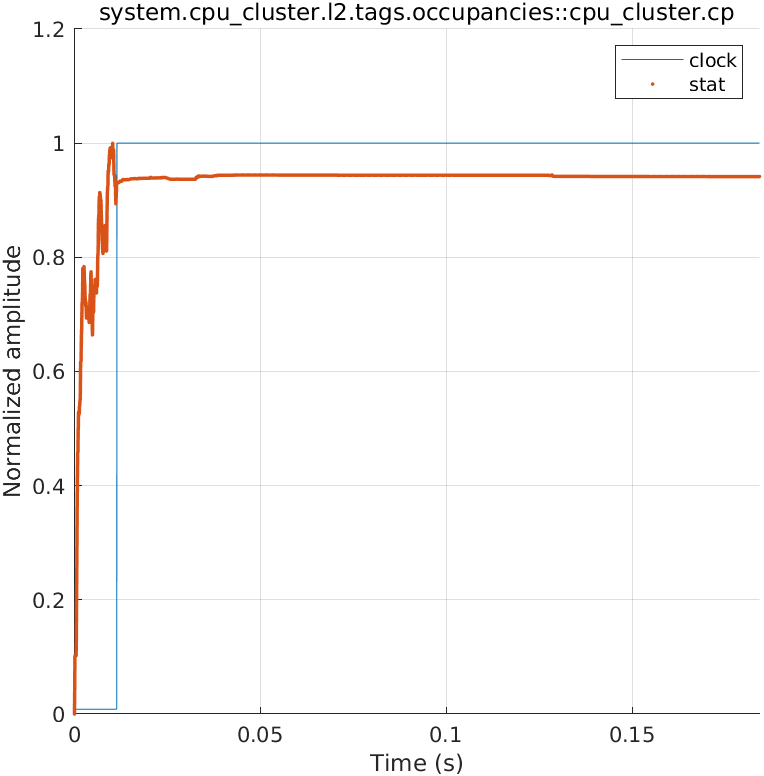 system.cpu_cluster.l2.tags.occupancies::cpu_cluster.cp
1.2
clock
stat
1
0.8
0.6
0.4
0.2
0
Normalized amplitude
0
0.05
0.1
0.15
Time (s)